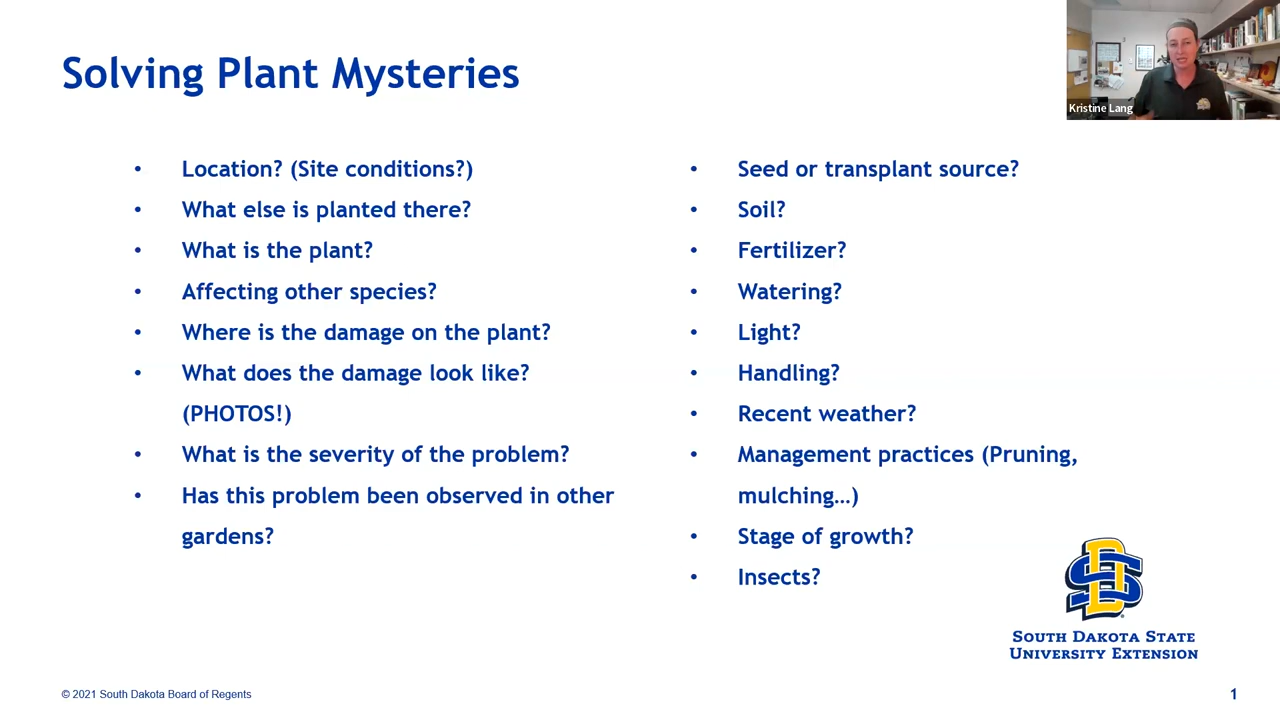 Solving Plant Mysteries
Kristine Lang
• Location? (Site conditions?)
• What else is planted there?
• What is the plant?
• Affecting other species?
• Where is the damage on the plant?
• What does the damage look like?
(PHOTOS!)
• What is the severity of the problem?
• Has this problem been observed in other
gardens?
• Seed or transplant source?
• Soil?
• Fertilizer?
• Watering?
• Light?
• Handling?
• Recent weather?
• Management practices (Pruning,
mulching…)
• Stage of growth?
• Insects?
SD
SOUTH DAKOTA STATE
UNIVERSITY EXTENSION
© 2021 South Dakota Board of Regents
1